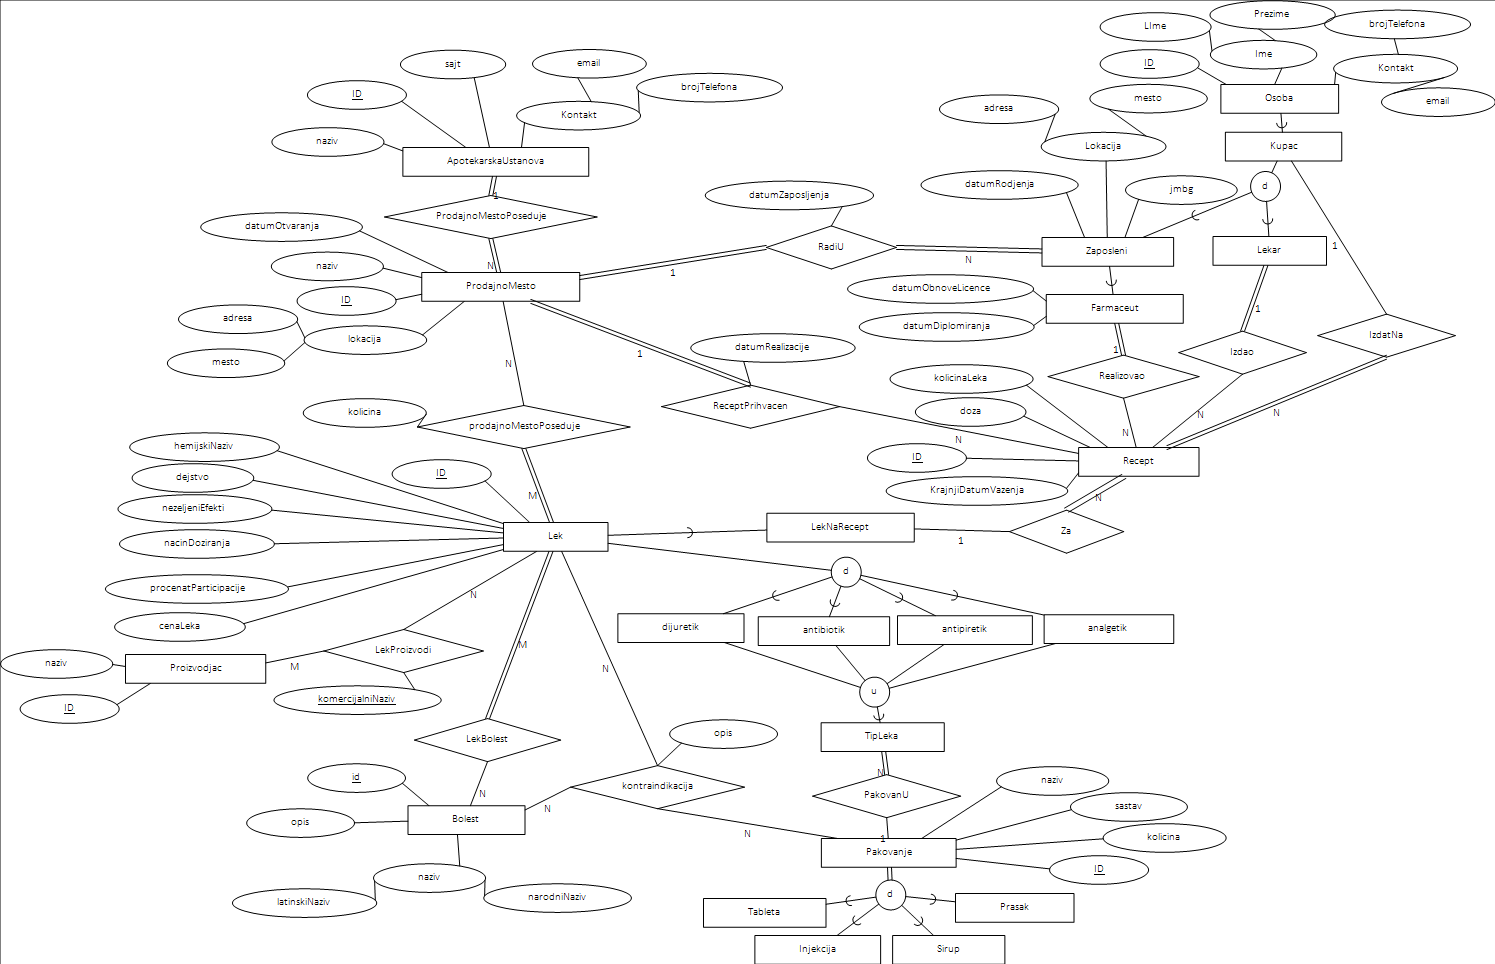 Prezime
LIme
brojTelefona
sajt
email
Ime
ID
Kontakt
brojTelefona
ID
Osoba
mesto
email
adresa
Kontakt
naziv
Kupac
Lokacija
ApotekarskaUstanova
datumRodjenja
d
jmbg
datumZaposljenja
1
ProdajnoMestoPoseduje
datumOtvaranja
RadiU
1
Zaposleni
Lekar
N
N
naziv
1
ProdajnoMesto
datumObnoveLicence
ID
Farmaceut
1
adresa
datumDiplomiranja
lokacija
IzdatNa
datumRealizacije
1
1
Izdao
mesto
N
Realizovao
kolicinaLeka
kolicina
ReceptPrihvacen
doza
N
N
prodajnoMestoPoseduje
N
N
hemijskiNaziv
ID
Recept
ID
dejstvo
KrajnjiDatumVazenja
M
N
nezeljeniEfekti
LekNaRecept
Za
Lek
1
nacinDoziranja
d
procenatParticipacije
N
cenaLeka
dijuretik
antibiotik
antipiretik
analgetik
M
LekProizvodi
naziv
Proizvodjac
M
N
komercijalniNaziv
u
ID
opis
TipLeka
LekBolest
N
id
naziv
kontraindikacija
PakovanU
N
sastav
N
opis
Bolest
N
1
kolicina
Pakovanje
ID
naziv
d
latinskiNaziv
narodniNaziv
Tableta
Prasak
Injekcija
Sirup